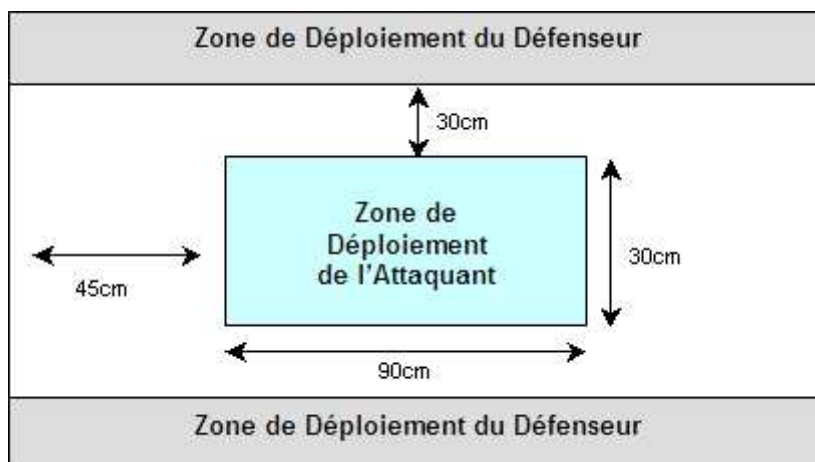 Zone de Déploiement du Défenseur
30cm
Zone de
Déploiement
de l'Attaquant
30cm
45cm
90cm
Zone de Déploiement du Défenseur